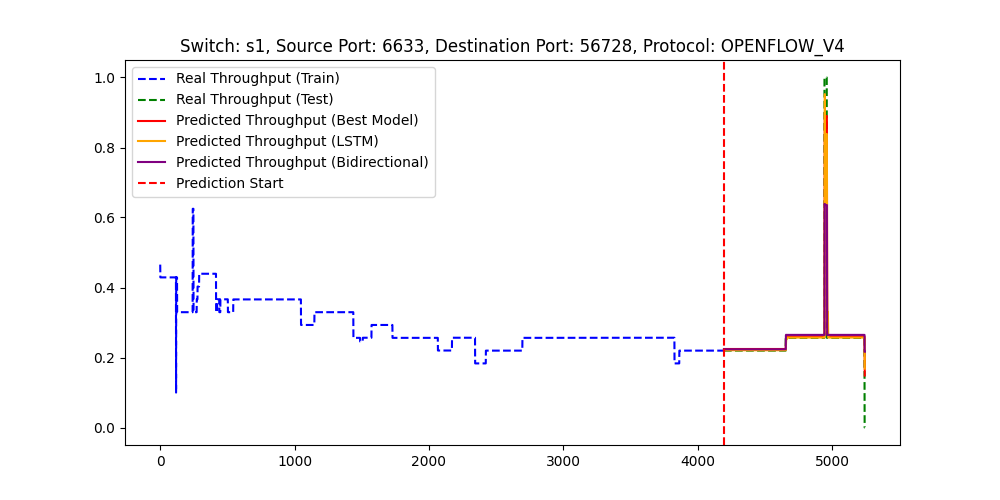 Switch: s1, Source Port: 6633, Destination Port: 56728, Protocol: OPENFLOW_V4
Real Throughput (Train)
Real Throughput (Test)
Predicted Throughput (Best Model)
Predicted Throughput (LSTM)
Predicted Throughput (Bidirectional)
Prediction Start
1.0
0.8
0.6
0.4
0.2
0.0
0 1000 2000 3000 4000 5000